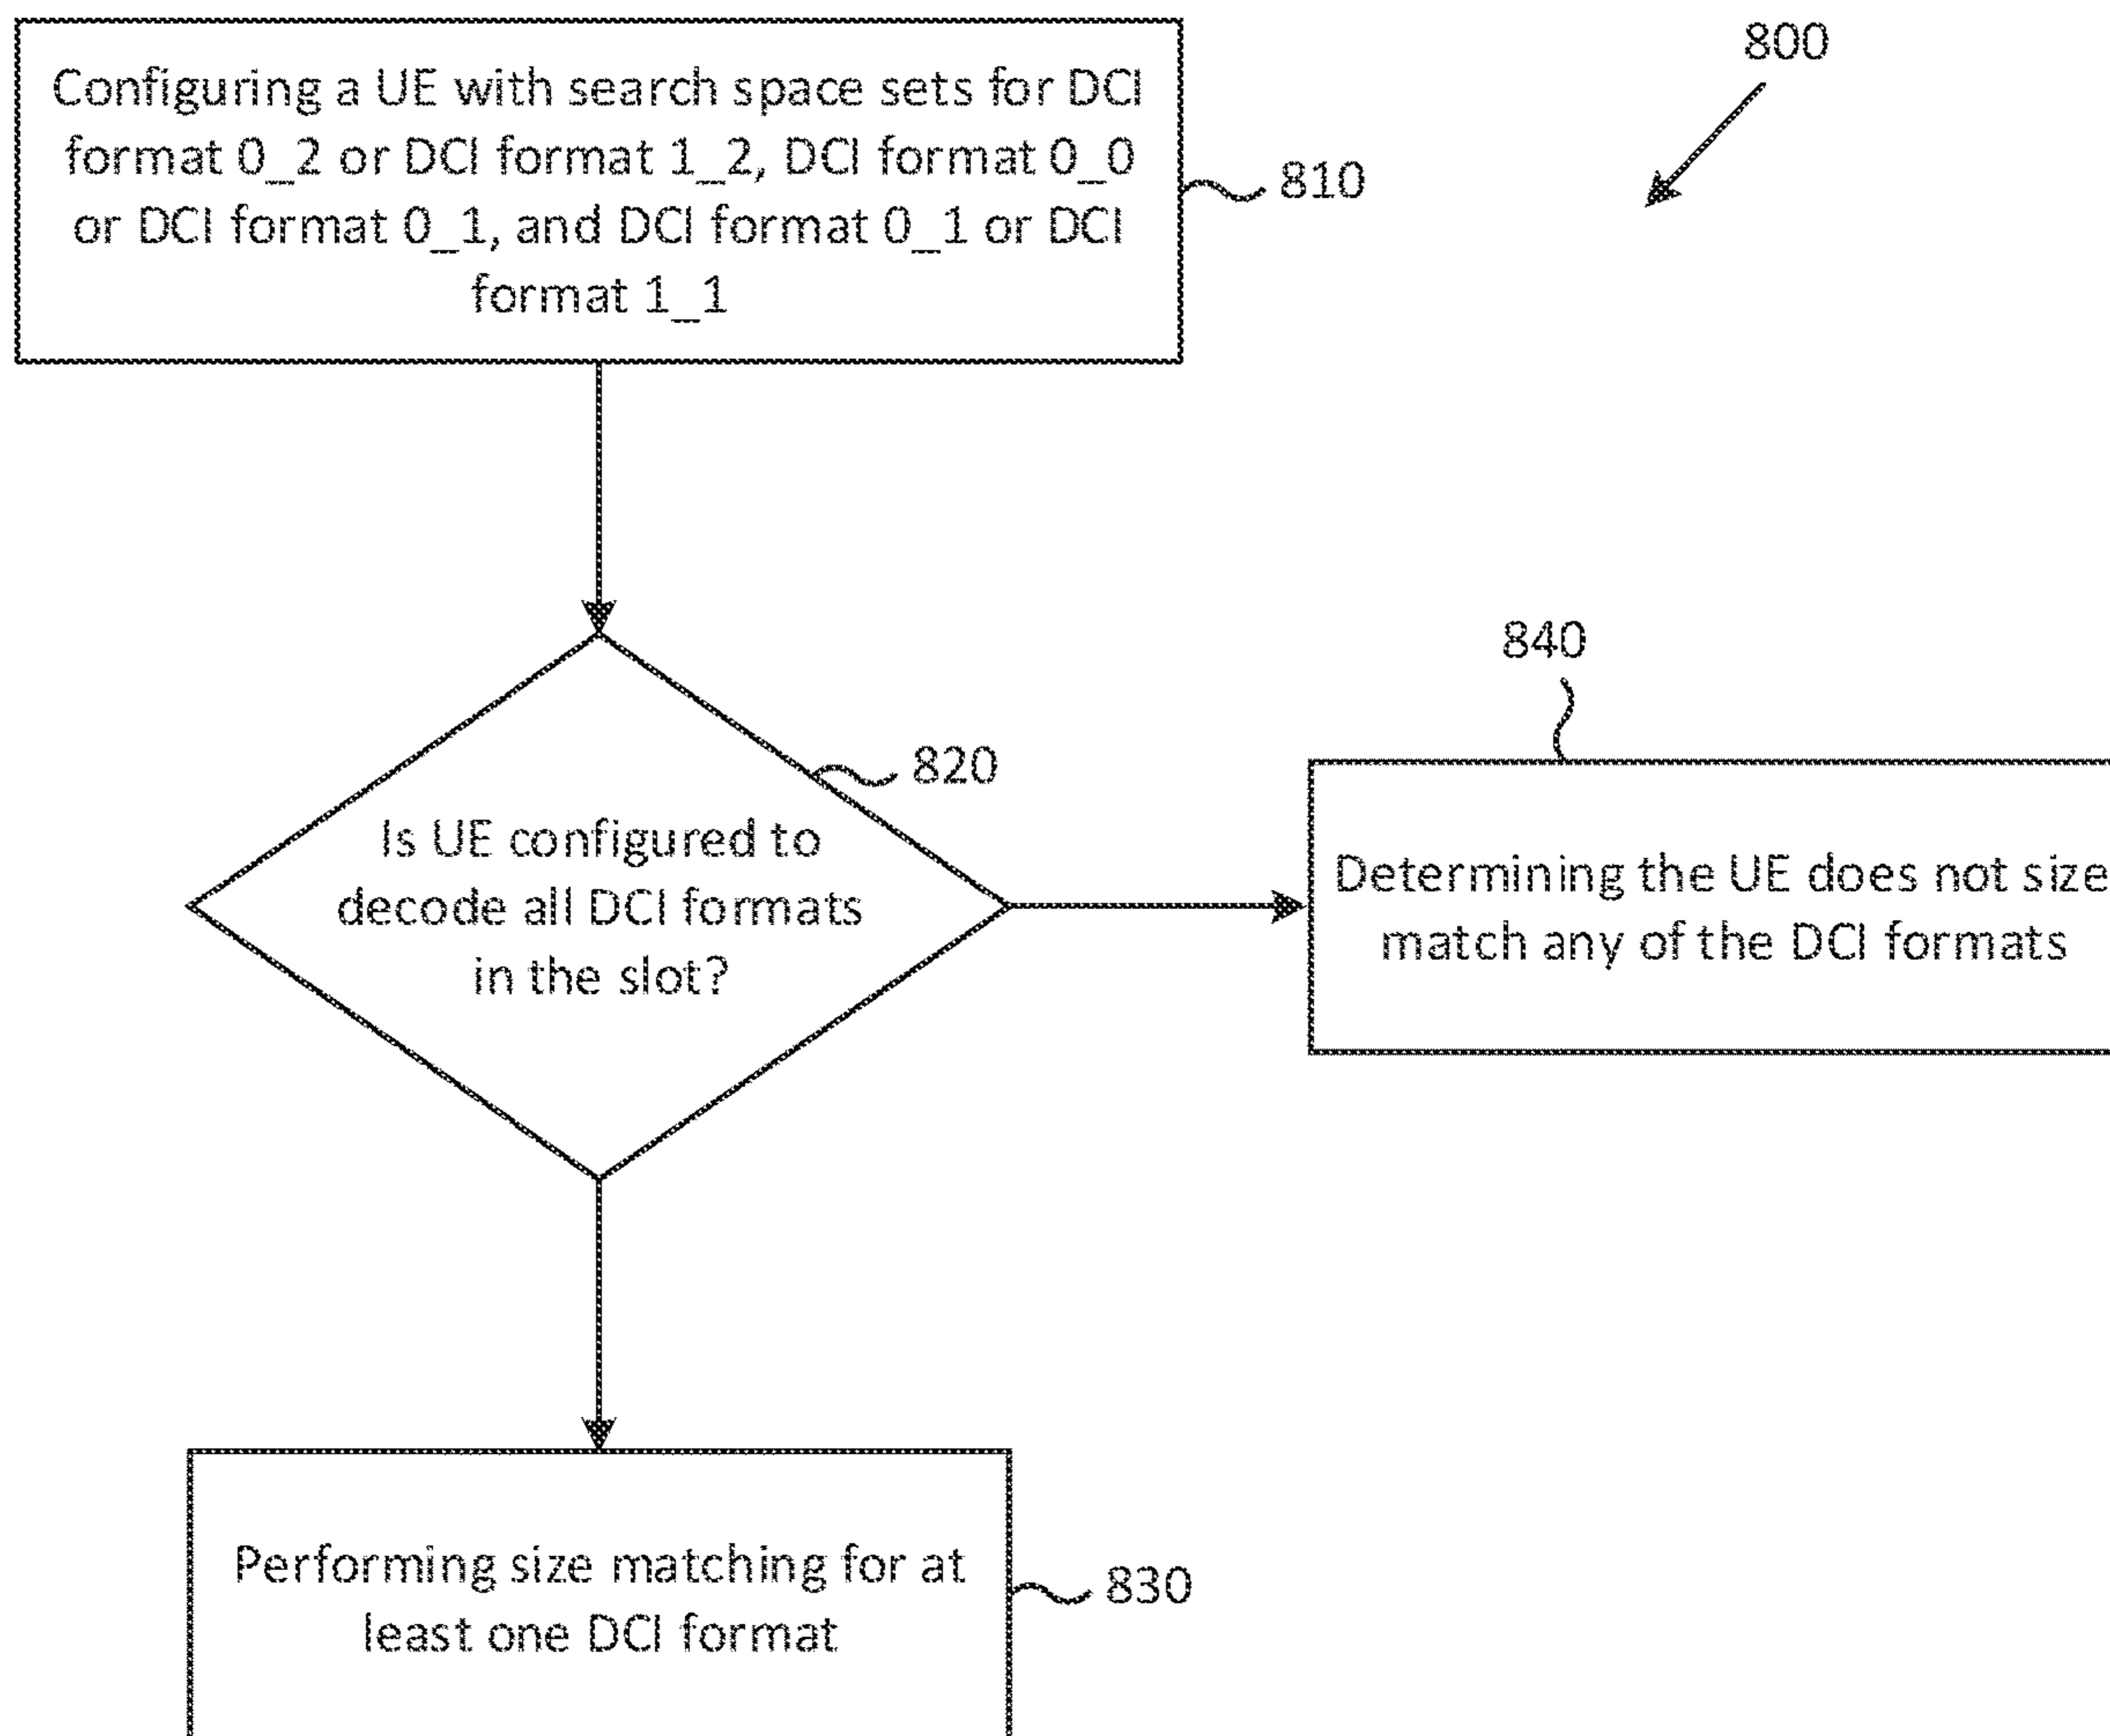 800
Configuring a UE with search space sets for DCI
format 0_2 or DCI format 1_2, DCI format 0_0
or DCI format 0_1, and DCI format 0_1 or DCI
format 1_1
810
840
820
Is UE configured to
decode all DCI formats
in the slot?
Determining the UE does not size
match any of the DCI formats
Performing size matching for at
least one DCI format
830